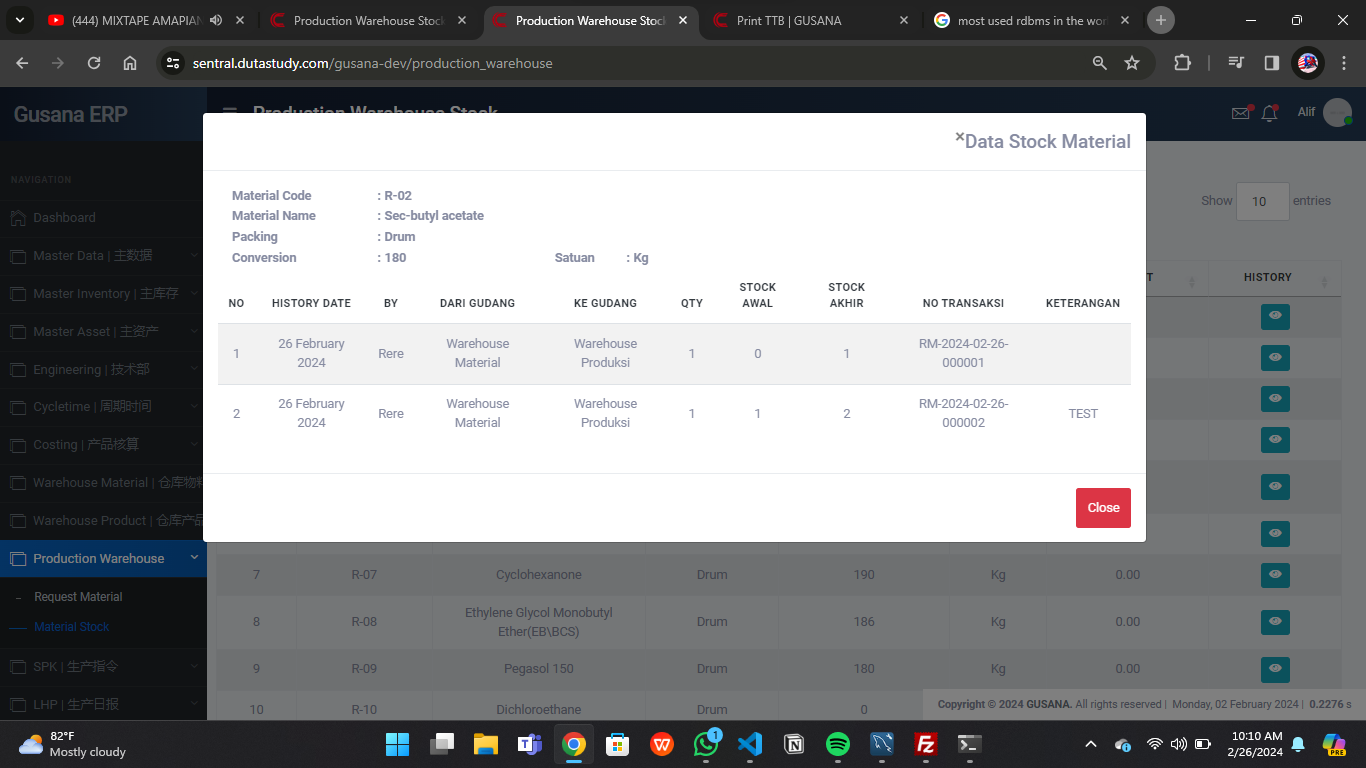 (444) MIXTAPE AMAPIAN
Production Warehouse Stock
Production Warehouse Stock
Print TTB | GUSANA
most used rdbms in the wor
sentral.dutastudy.com/gusana-dev/production_warehouse
Gusana ERP
Production Warehouse Stock
Alif
×Data Stock Material
NAVIGATION
Dashboard
Master Data | 主数据
Master Inventory | 主库存
Master Asset | 主资产
Engineering | 技术部
Cycletime | 周期时间
Costing | 产品核算
Warehouse Material | 仓库物料
Warehouse Product | 仓库产品
Production Warehouse
Request Material
Material Stock
SPK | 生产指令
LHP | 生产日报
Show 10 entries
Material Code : R-02
Material Name : Sec-butyl acetate
Packing : Drum
Conversion : 180 Satuan : Kg
NO HISTORY DATE BY DARI GUDANG KE GUDANG QTY STOCK AWAL STOCK AKHIR NO TRANSAKSI KETERANGAN
1 26 February 2024 Rere Warehouse Material Warehouse Produksi 1 0 1 RM-2024-02-26-000001
2 26 February 2024 Rere Warehouse Material Warehouse Produksi 1 1 2 RM-2024-02-26-000002 TEST
Close
T HISTORY
7 R-07 Cyclohexanone Drum 190 Kg 0.00
8 R-08 Ethylene Glycol Monobutyl Ether(EB\BCS) Drum 186 Kg 0.00
9 R-09 Pegasol 150 Drum 180 Kg 0.00
10 R-10 Dichloroethane Drum 0
Copyright © 2024 GUSANA. All rights reserved | Monday, 02 February 2024 | 0.2276 s
82°F
Mostly cloudy
1
10:10 AM
2/26/2024
PRE